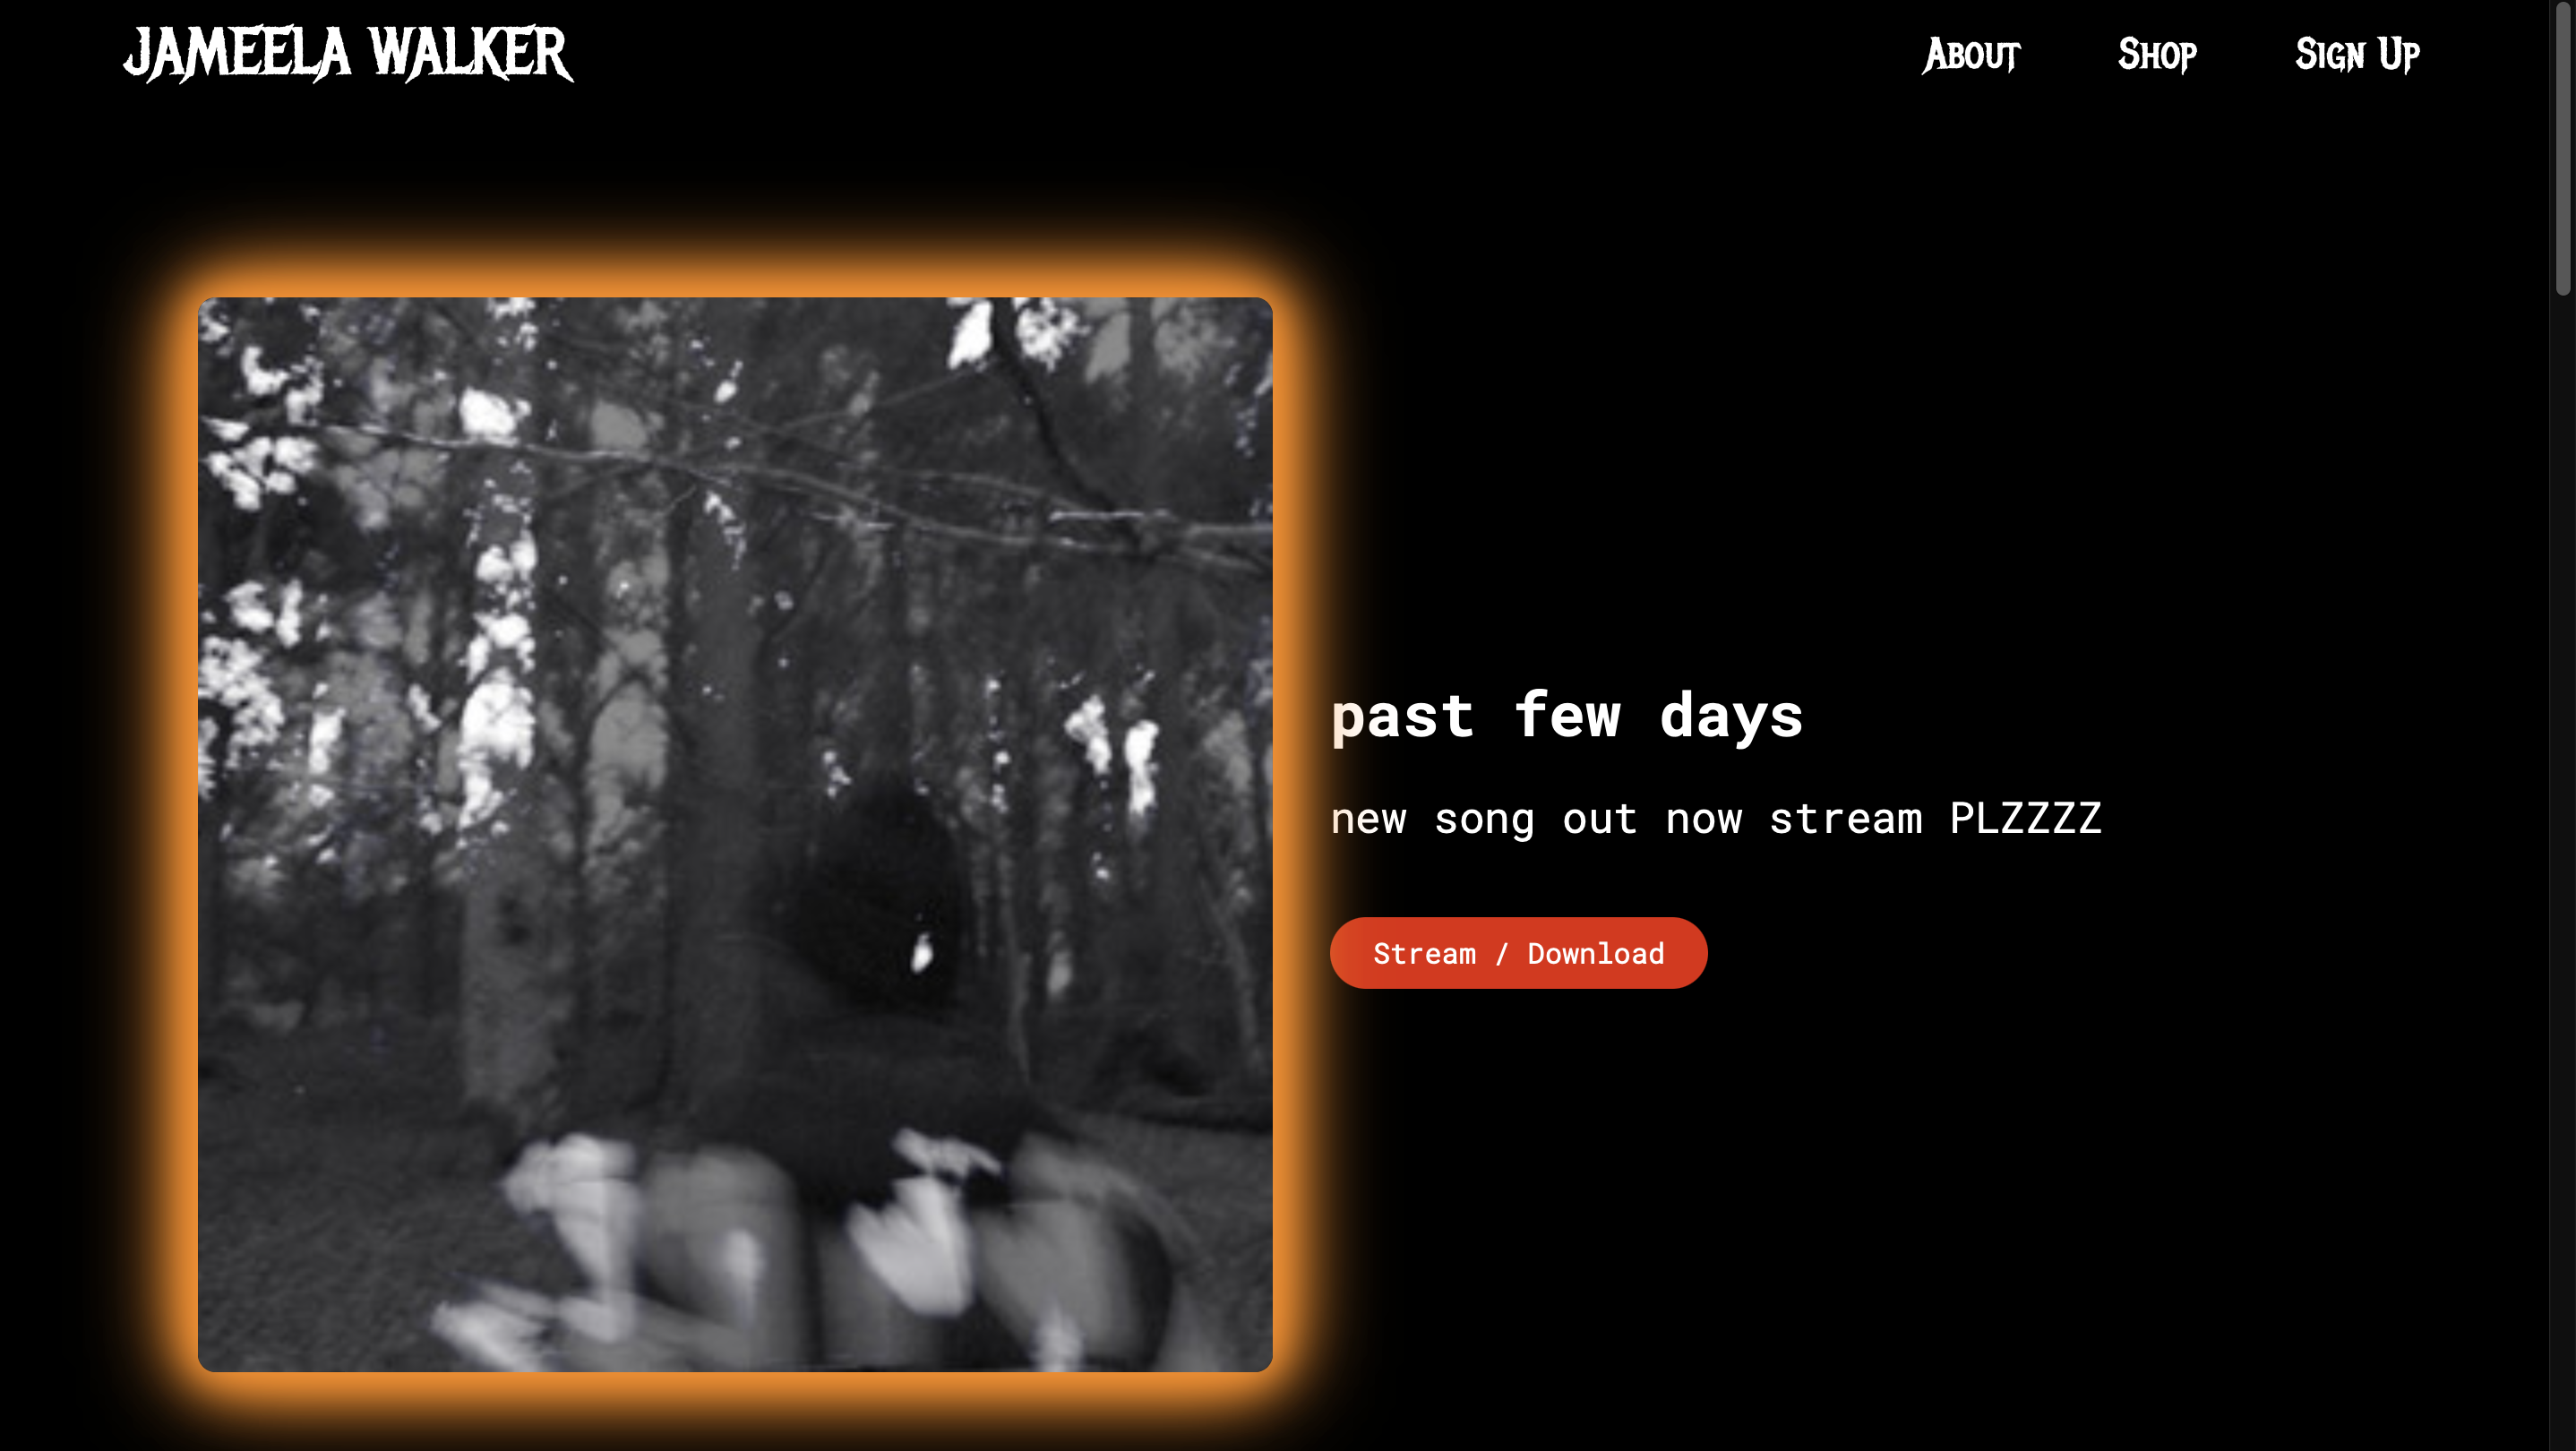 JAMEELA WALKER
About
Shop
Sign Up
past few days
new song out now stream PLZZZZ
Stream / Download